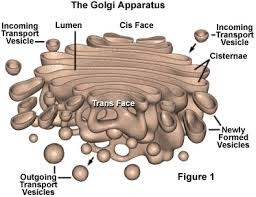 The Golgi Apparatus
Incoming
Transport
Vesicle
Lumen
Cis Face
Incoming
Transport
Vesicle
Cisternae
Trans Face
Newly
Formed
Vesicles
Outgoing
Transport
Vesicles
Figure 1